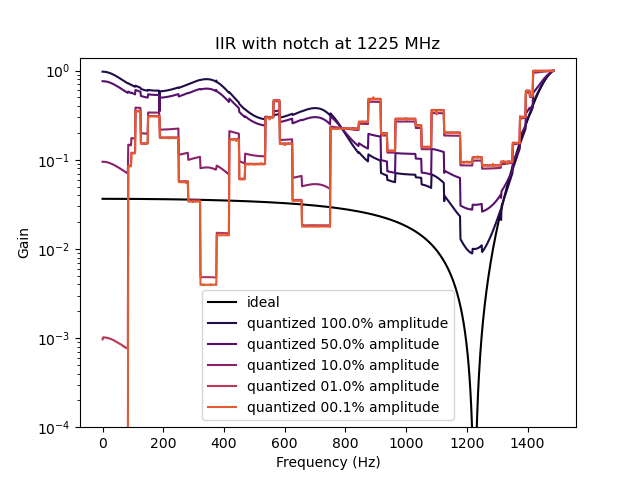 IIR with notch at 1225 MHz
10⁰
10⁻¹
10⁻²
10⁻³
10⁻⁴
Gain
ideal
quantized 100.0% amplitude
quantized 50.0% amplitude
quantized 10.0% amplitude
quantized 01.0% amplitude
quantized 00.1% amplitude
0 200 400 600 800 1000 1200 1400
Frequency (Hz)